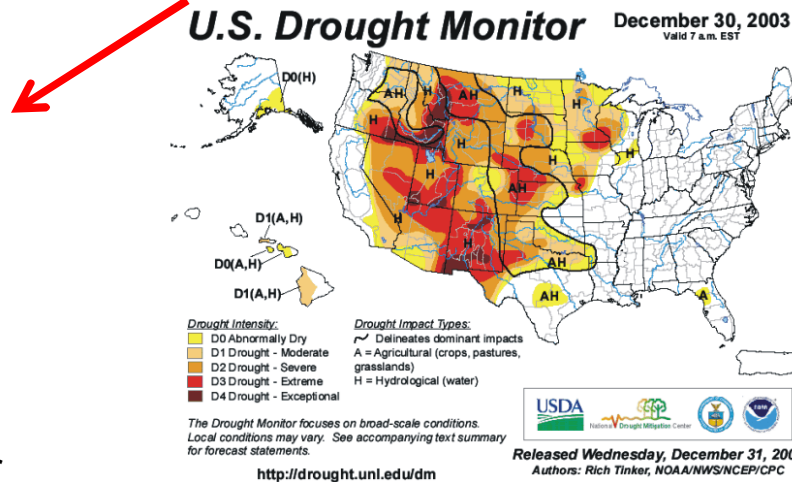 U.S. Drought Monitor
December 30, 2003
Valid 7 a.m. EST
D0(H)
AH
H
AH
H
H
H
H
H
H
H
AH
H
H
AH
AH
A
D1(A,H)
D0(A,H)
D1(A,H)
Drought Intensity:
D0 Abnormally Dry
D1 Drought - Moderate
D2 Drought - Severe
D3 Drought - Extreme
D4 Drought - Exceptional
Drought Impact Types:
Delineates dominant impacts
A = Agricultural (crops, pastures,
grasslands)
H = Hydrological (water)
The Drought Monitor focuses on broad-scale conditions.
Local conditions may vary. See accompanying text summary
for forecast statements.
http://drought.unl.edu/dm
USDA
National Drought Mitigation Center
Released Wednesday, December 31, 200
Authors: Rich Tinker, NOAA/NWS/NCEP/CPC